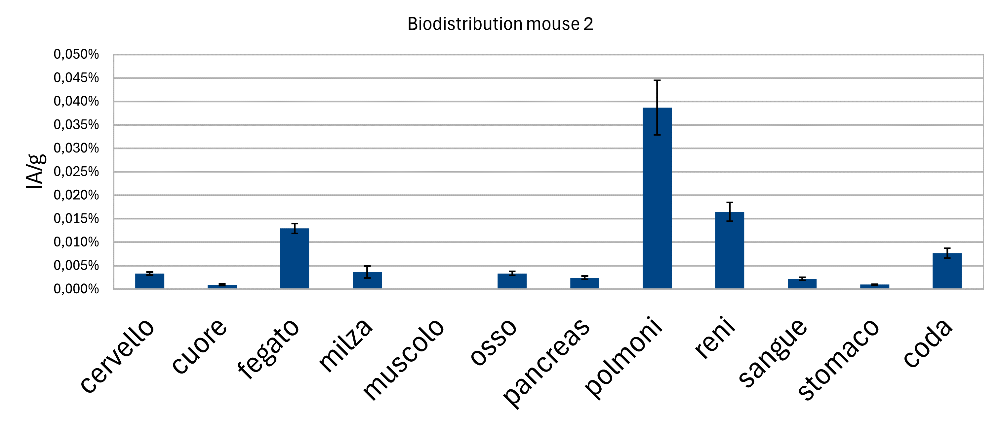 Biodistribution mouse 2
0,050%
0,045%
0,040%
0,035%
0,030%
0,025%
0,020%
0,015%
0,010%
0,005%
0,000%
IA/g
cervello
cuore
fegato
milza
muscolo
osso
pancreas
polmoni
reni
sangue
stomaco
coda